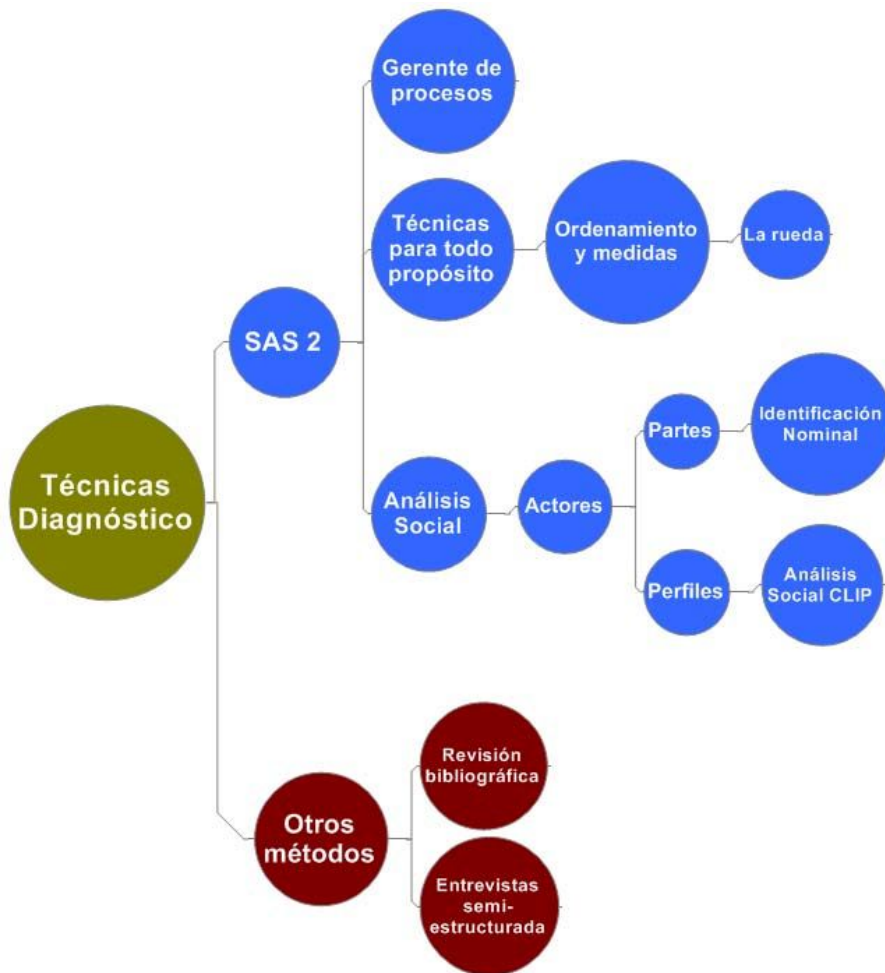 Gerente de
procesos
Técnicas
para todo
propósito
Ordenamiento
y medidas
La rueda
SAS 2
Partes
Identificación
Nominal
Técnicas
Diagnóstico
Análisis
Social
Actores
Perfiles
Análisis
Social CLIP
Revisión
bibliográfica
Otros
métodos
Entrevistas
semi-
estructurada